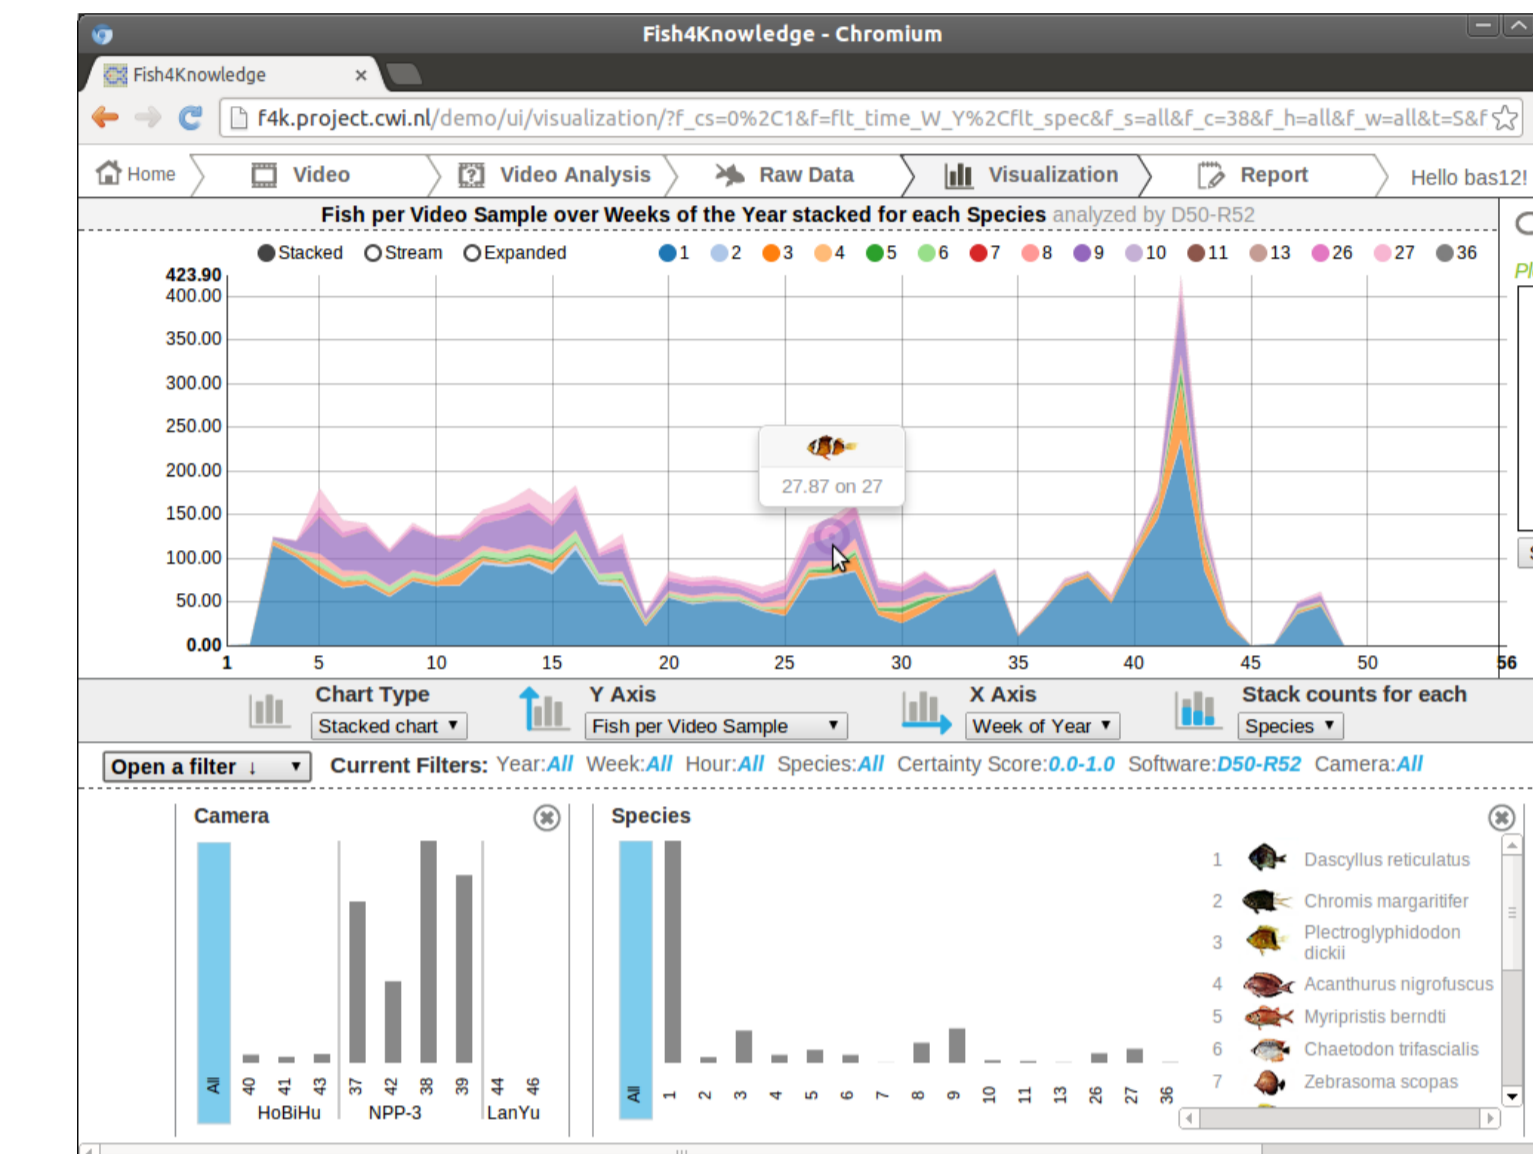 Fish4Knowledge - Chromium
Fish4Knowledge
f4k.project.cwi.nl/demo/ui/visualization/?f_cs=0%2C1&f=flt_time_W_Y%2Cflt_spec&f_s=all&f_c=38&f_h=all&f_w=all&t=S&f
Home Video Video Analysis Raw Data Visualization Report Hello bas12!
Fish per Video Sample over Weeks of the Year stacked for each Species analyzed by D50-R52
Stacked Stream Expanded 1 2 3 4 5 6 7 8 9 10 11 13 26 27 36
Pl
423.90
400.00
350.00
300.00
250.00
200.00
150.00
100.00
50.00
0.00
27.87 on 27
1 5 10 15 20 25 30 35 40 45 50 56
Chart Type Y Axis X Axis Stack counts for each
Stacked chart Fish per Video Sample Week of Year Species
Open a filter ↓ Current Filters: Year:All Week:All Hour:All Species:All Certainty Score:0.0-1.0 Software:D50-R52 Camera:All
Camera
All 40 41 43 37 42 38 39 44 46
HoBiHu NPP-3 LanYu
Species
All 1 2 3 4 5 6 7 8 9 10 11 13 26 27 36
1 Dascyllus reticulatus
2 Chromis margaritifer
3 Plectroglyphidodon
dickii
4 Acanthurus nigrofuscus
5 Myripristis berndti
6 Chaetodon trifascialis
7 Zebrasoma scopas